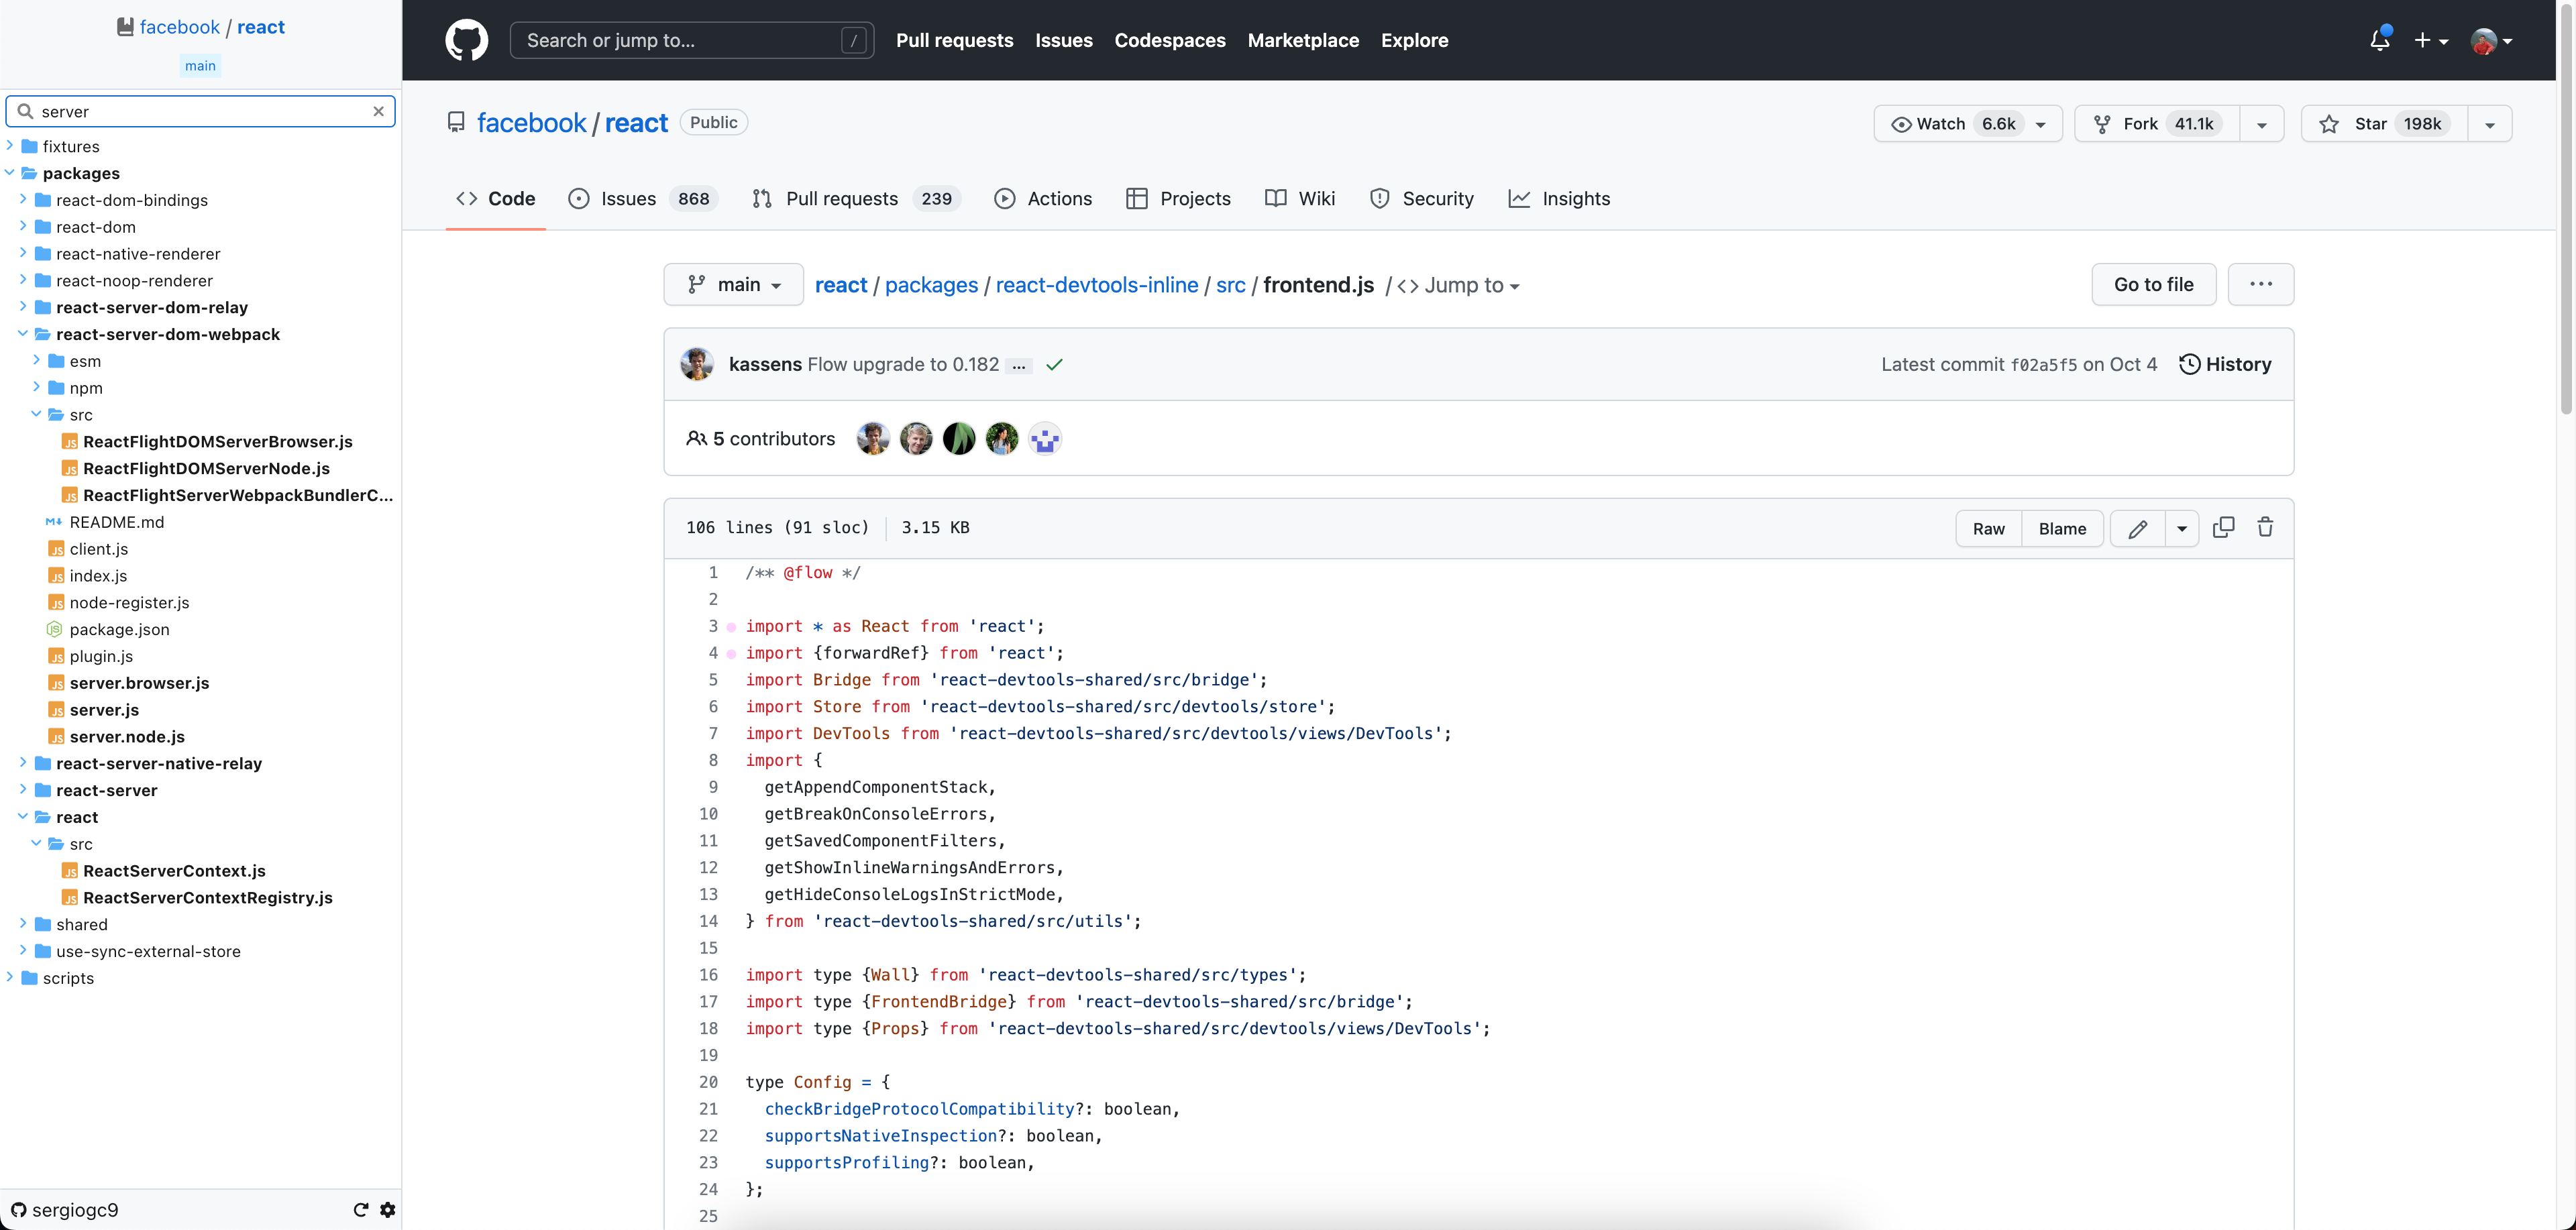 facebook / react
main
server
fixtures
packages
react-dom-bindings
react-dom
react-native-renderer
react-noop-renderer
react-server-dom-relay
react-server-dom-webpack
esm
npm
src
ReactFlightDOMServerBrowser.js
ReactFlightDOMServerNode.js
ReactFlightServerWebpackBundlerC...
README.md
client.js
index.js
node-register.js
package.json
plugin.js
server.browser.js
server.js
server.node.js
react-server-native-relay
react-server
react
src
ReactServerContext.js
ReactServerContextRegistry.js
shared
use-sync-external-store
scripts
sergiogc9
Search or jump to... / Pull requests Issues Codespaces Marketplace Explore
facebook / react Public Watch 6.6k Fork 41.1k Star 198k
Code Issues 868 Pull requests 239 Actions Projects Wiki Security Insights
main react / packages / react-devtools-inline / src / frontend.js / <> Jump to Go to file ...
kassens Flow upgrade to 0.182 ... Latest commit f02a5f5 on Oct 4 History
5 contributors
106 lines (91 sloc) 3.15 KB Raw Blame
1 /** @flow */
2
3 import * as React from 'react';
4 import {forwardRef} from 'react';
5 import Bridge from 'react-devtools-shared/src/bridge';
6 import Store from 'react-devtools-shared/src/devtools/store';
7 import DevTools from 'react-devtools-shared/src/devtools/views/DevTools';
8 import {
9 getAppendComponentStack,
10 getBreakOnConsoleErrors,
11 getSavedComponentFilters,
12 getShowInlineWarningsAndErrors,
13 getHideConsoleLogsInStrictMode,
14 } from 'react-devtools-shared/src/utils';
15
16 import type {Wall} from 'react-devtools-shared/src/types';
17 import type {FrontendBridge} from 'react-devtools-shared/src/bridge';
18 import type {Props} from 'react-devtools-shared/src/devtools/views/DevTools';
19
20 type Config = {
21 checkBridgeProtocolCompatibility?: boolean,
22 supportsNativeInspection?: boolean,
23 supportsProfiling?: boolean,
24 };
25